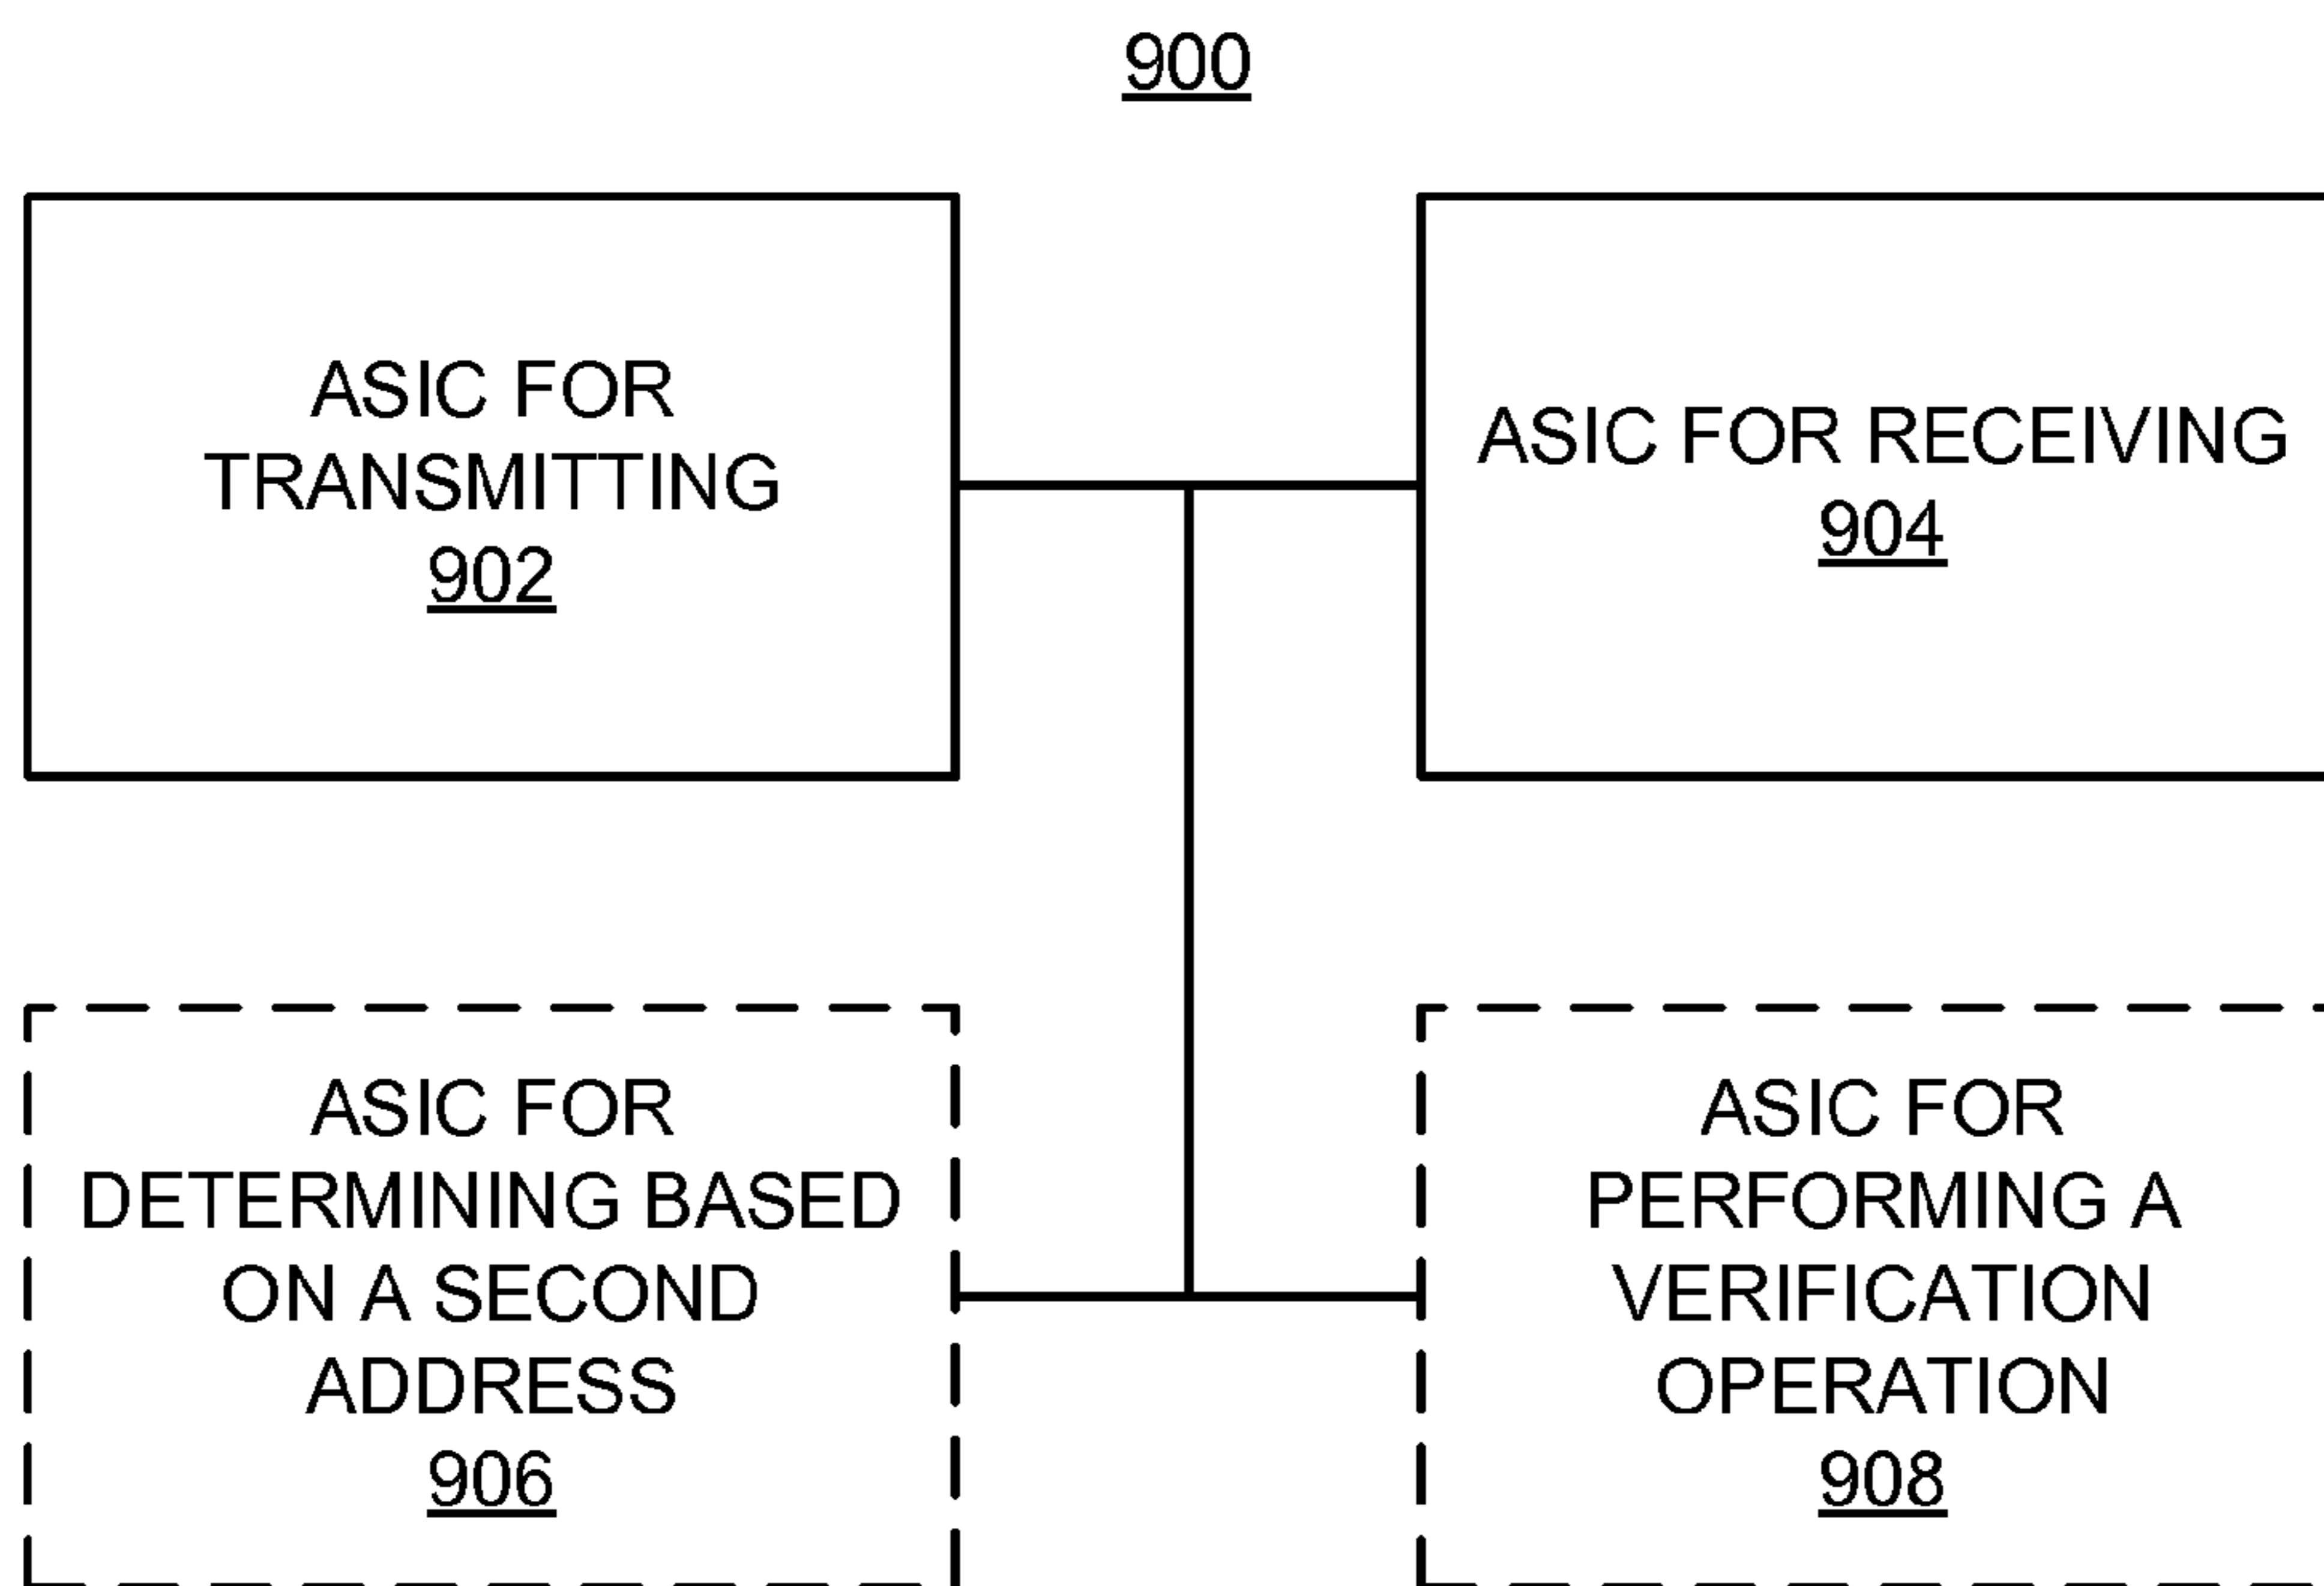 900
ASIC FOR
TRANSMITTING
902
ASIC FOR RECEIVING
904
ASIC FOR
DETERMINING BASED
ON A SECOND
ADDRESS
906
ASIC FOR
PERFORMING A
VERIFICATION
OPERATION
908